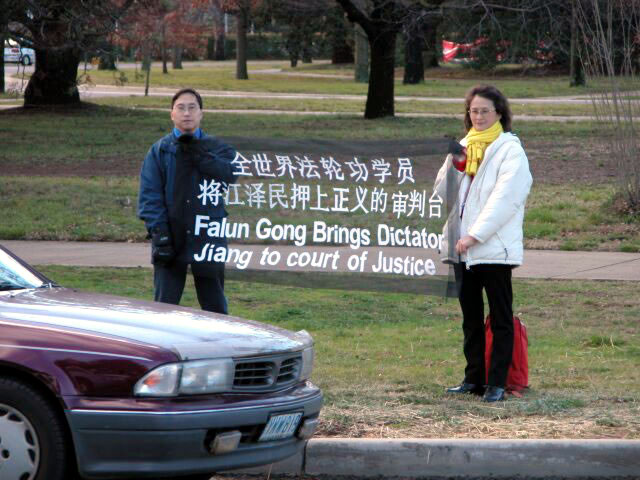 全世界法轮功学员
将江泽民押上正义的审判台
Falun Gong Brings Dictator
Jiang to court of Justice